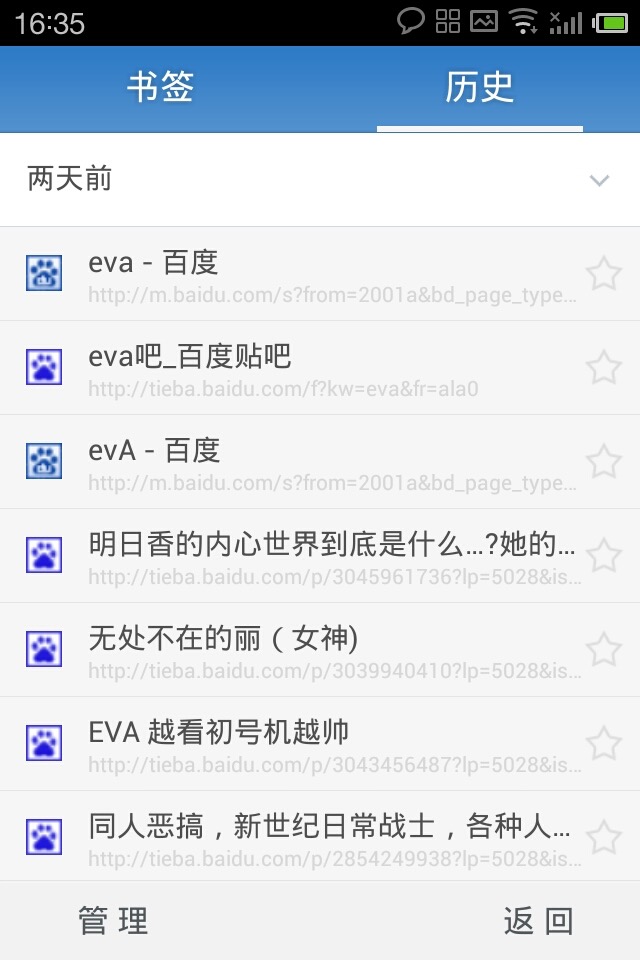 16:35
书签
历史
两天前
eva - 百度
http://m.baidu.com/s?from=2001a&bd_page_type...
eva吧_百度贴吧
http://tieba.baidu.com/f?kw=eva&fr=ala0
evA - 百度
http://m.baidu.com/s?from=2001a&bd_page_type...
明日香的内心世界到底是什么...?她的...
http://tieba.baidu.com/p/3045961736?lp=5028&is...
无处不在的丽（女神)
http://tieba.baidu.com/p/3039940410?lp=5028&is...
EVA 越看初号机越帅
http://tieba.baidu.com/p/3043456487?lp=5028&is...
同人恶搞，新世纪日常战士，各种人...
http://tieba.baidu.com/p/2854249938?lp=5028&is...
管 理
返 回